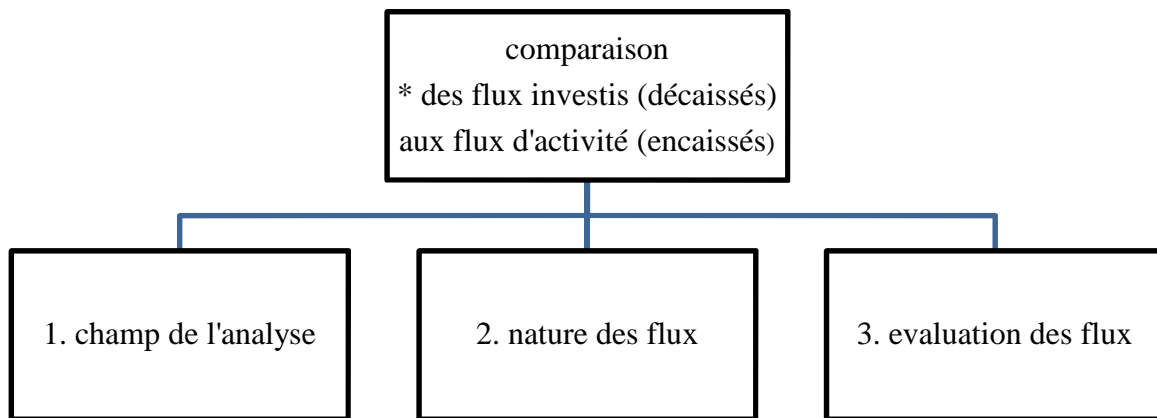 comparaison
* des flux investis (décaissés)
aux flux d'activité (encaissés)
1. champ de l'analyse
2. nature des flux
3. evaluation des flux